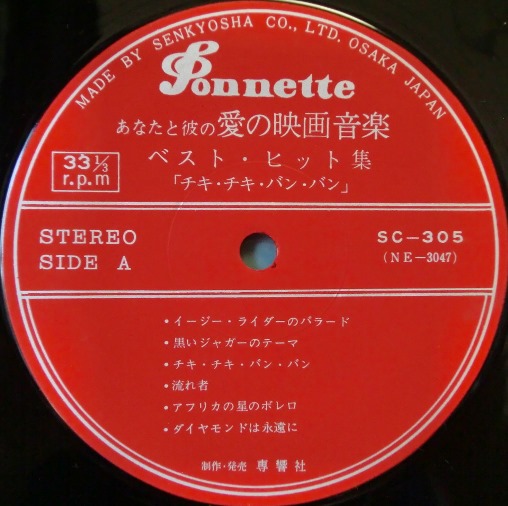 MADE BY SENKYOSHA CO., LTD. OSAKA JAPAN
Ponnette
あなたと彼の愛の映画音楽
ベスト・ヒット集
「チキ・チキ・バン・バン」
33 1/3
r.p.m
STEREO
SIDE A
SC-305
(NE-3047)
・イージー・ライダーのバラード
・黒いジャガーのテーマ
・チキ・チキ・バン・バン
・流れ者
・アフリカの星のボレロ
・ダイヤモンドは永遠に
制作・発売 専響社